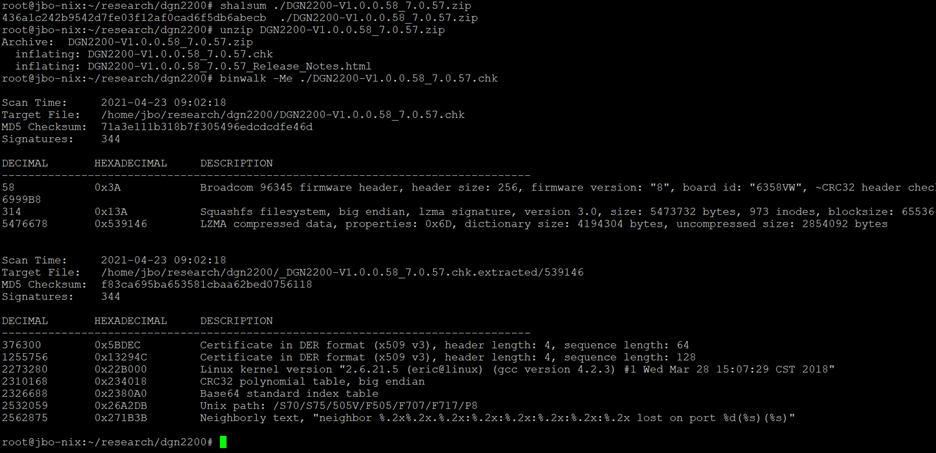 root@jbo-nix:~/research/dgn2200# sha1sum ./DGN2200-V1.0.0.58_7.0.57.zip
436a1c242b9542d7fe03f12af0cad6f5db6abecb  ./DGN2200-V1.0.0.58_7.0.57.zip
root@jbo-nix:~/research/dgn2200# unzip DGN2200-V1.0.0.58_7.0.57.zip
Archive:  DGN2200-V1.0.0.58_7.0.57.zip
  inflating: DGN2200-V1.0.0.58_7.0.57.chk
  inflating: DGN2200-V1.0.0.58_7.0.57_Release_Notes.html
root@jbo-nix:~/research/dgn2200# binwalk -Me ./DGN2200-V1.0.0.58_7.0.57.chk
Scan Time:     2021-04-23 09:02:18
Target File:   /home/jbo/research/dgn2200/DGN2200-V1.0.0.58_7.0.57.chk
MD5 Checksum:  71a3e111b318b7f305496edcdcdfe46d
Signatures:    344
DECIMAL       HEXADECIMAL     DESCRIPTION
--------------------------------------------------------------------------------
58            0x3A            Broadcom 96345 firmware header, header size: 256, firmware version: "8", board id: "6358VW", ~CRC32 header chec
6999B8
314           0x13A           Squashfs filesystem, big endian, lzma signature, version 3.0, size: 5473732 bytes, 973 inodes, blocksize: 65536
5476678       0x539146        LZMA compressed data, properties: 0x6D, dictionary size: 4194304 bytes, uncompressed size: 2854092 bytes
Scan Time:     2021-04-23 09:02:18
Target File:   /home/jbo/research/dgn2200/_DGN2200-V1.0.0.58_7.0.57.chk.extracted/539146
MD5 Checksum:  f83ca695ba653581cbaa62bed0756118
Signatures:    344
DECIMAL       HEXADECIMAL     DESCRIPTION
--------------------------------------------------------------------------------
376300        0x5BDEC         Certificate in DER format (x509 v3), header length: 4, sequence length: 64
1255756       0x13294C        Certificate in DER format (x509 v3), header length: 4, sequence length: 128
2273280       0x22B000        Linux kernel version "2.6.21.5 (eric@linux) (gcc version 4.2.3) #1 Wed Mar 28 15:07:29 CST 2018"
2310168       0x234018        CRC32 polynomial table, big endian
2326688       0x2380A0        Base64 standard index table
2532059       0x26A2DB        Unix path: /S70/S75/505V/F505/F707/F717/P8
2562875       0x271B3B        Neighborly text, "neighbor %.2x%.2x.%.2x:%.2x:%.2x:%.2x:%.2x:%.2x lost on port %d(%s)(%s)"
root@jbo-nix:~/research/dgn2200#